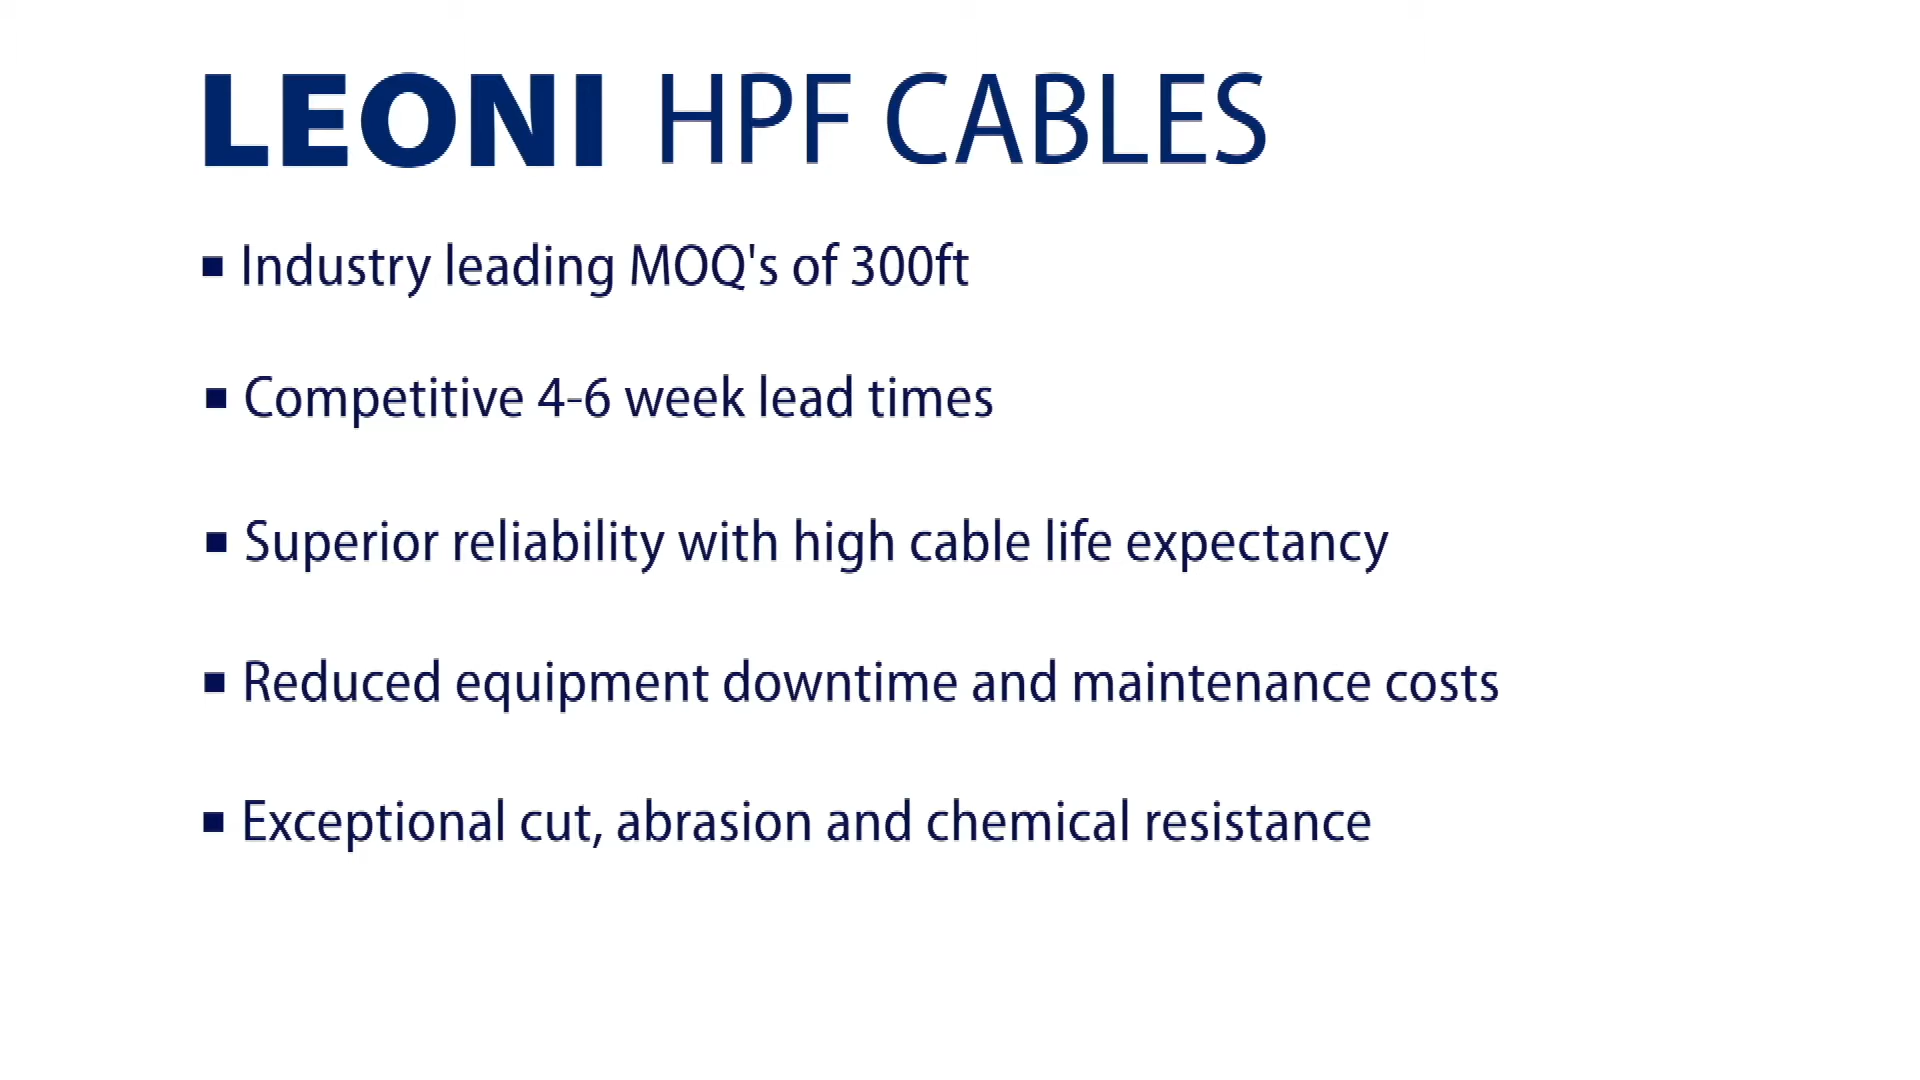 LEONI HPF CABLES
▪ Industry leading MOQ's of 300ft
▪ Competitive 4-6 week lead times
▪ Superior reliability with high cable life expectancy
▪ Reduced equipment downtime and maintenance costs
▪ Exceptional cut, abrasion and chemical resistance